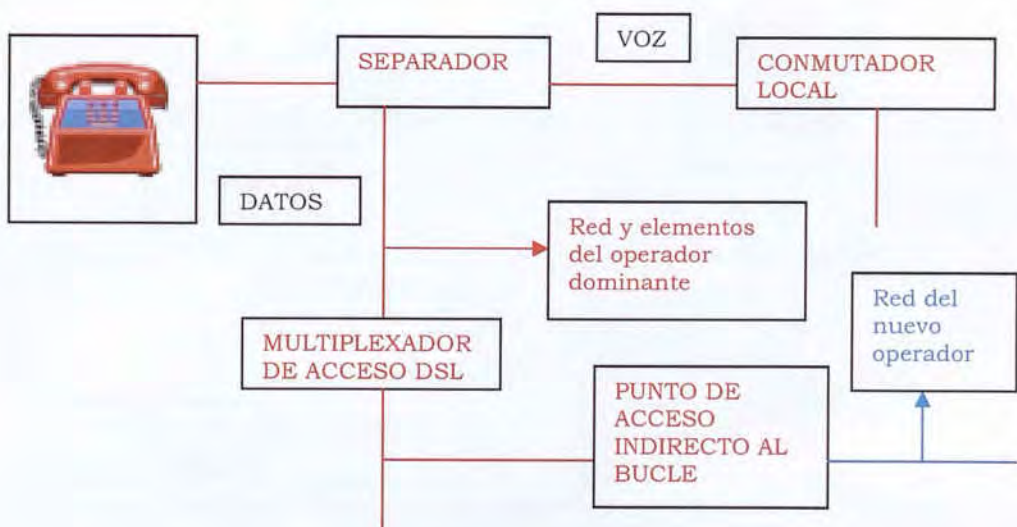 VOZ
SEPARADOR
CONMUTADOR
LOCAL
DATOS
Red y elementos
del operador
dominante
Red del
nuevo
operador
MULTIPLEXADOR
DE ACCESO DSL
PUNTO DE
ACCESO
INDIRECTO AL
BUCLE